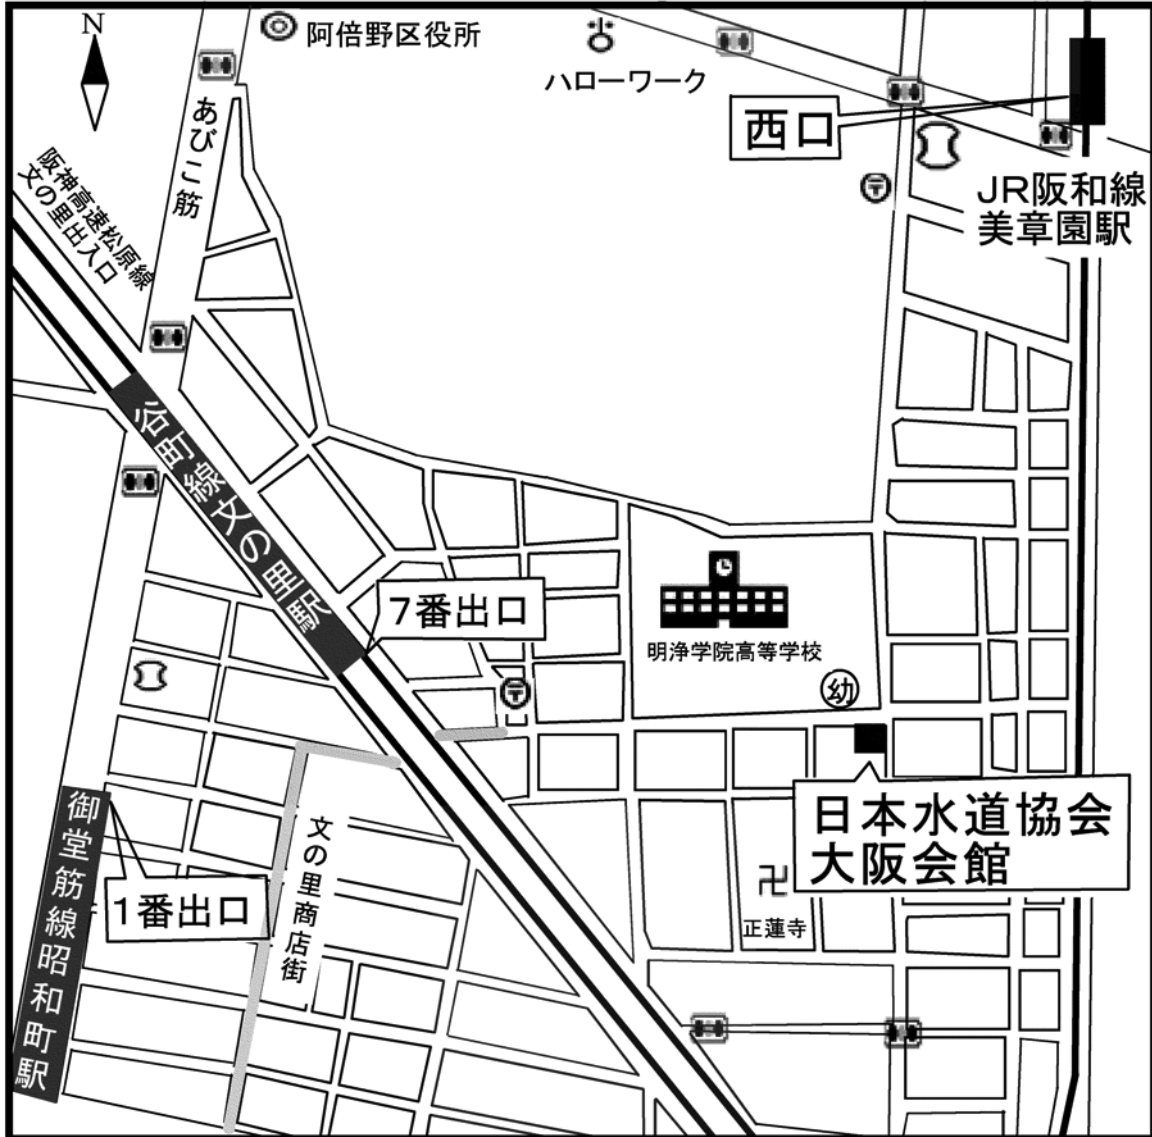 N
阿倍野区役所
ハローワーク
あびこ筋
西口
阪神高速松原線
文の里出入口
JR阪和線
美章園駅
谷町線文の里駅
7番出口
明浄学院高等学校
幼
日本水道協会
大阪会館
御堂筋線昭和町駅
1番出口
文の里商店街
卍
正蓮寺